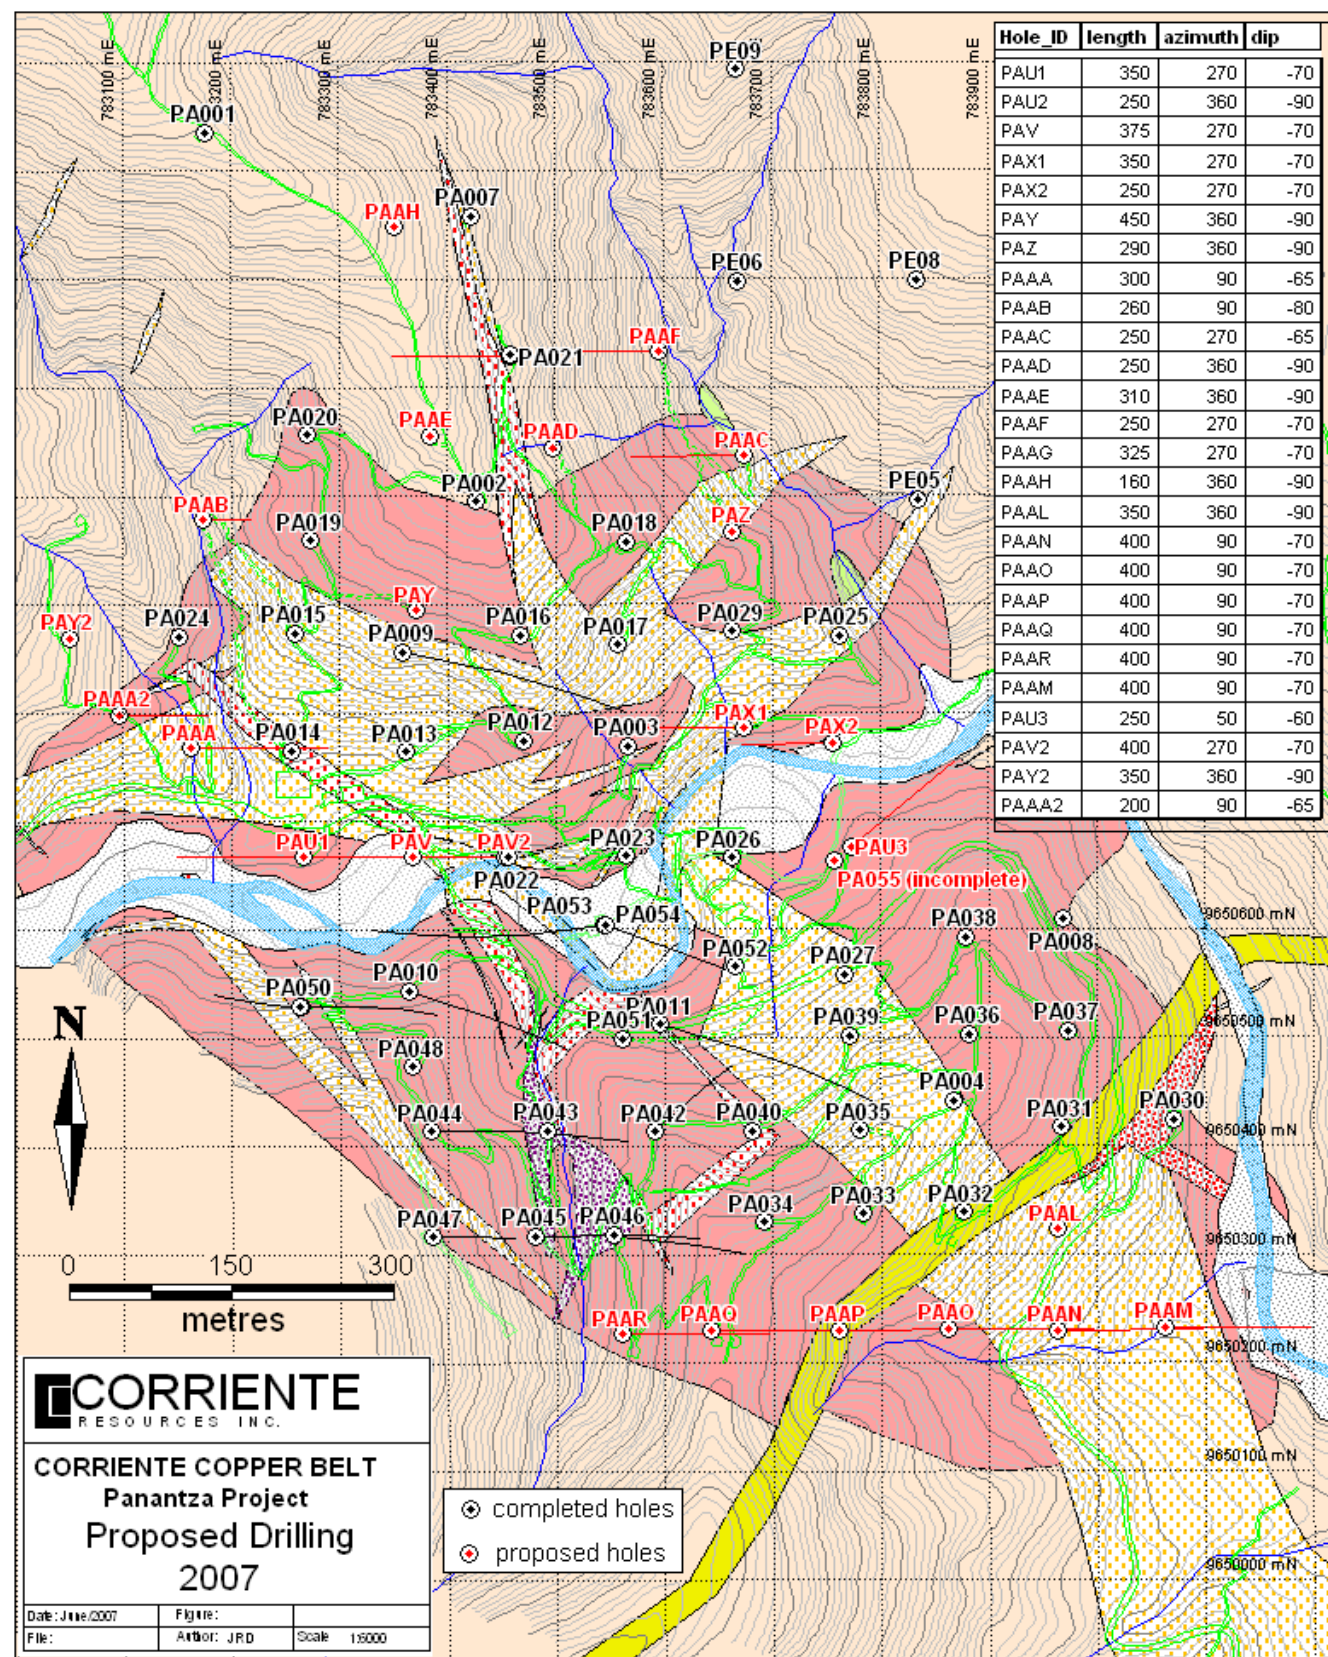 783100 mE
783200 mE
783300 mE
783400 mE
783500 mE
783600 mE
783700 mE
783800 mE
783900 mE
Hole_ID length azimuth dip
PAU1 350 270 -70
PAU2 250 360 -90
PAV 375 270 -70
PAX1 350 270 -70
PAX2 250 270 -70
PAY 450 360 -90
PAZ 290 360 -90
PAAA 300 90 -65
PAAB 260 90 -80
PAAC 250 270 -65
PAAD 250 360 -90
PAAE 310 360 -90
PAAF 250 270 -70
PAAG 325 270 -70
PAAH 160 360 -90
PAAL 350 360 -90
PAAN 400 90 -70
PAAO 400 90 -70
PAAP 400 90 -70
PAAQ 400 90 -70
PAAR 400 90 -70
PAAM 400 90 -70
PAU3 250 50 -60
PAV2 400 270 -70
PAY2 350 360 -90
PAAA2 200 90 -65
PE09
PA001
PA007
PAAH
PE06
PE08
PAAF
PA021
PA020
PAAE
PAAD
PAAC
PA002
PE05
PAAB
PA019
PA018
PAZ
PAY2
PA024
PA015
PAY
PA009
PA016
PA017
PA029
PA025
PAAA2
PAAA
PA014
PA013
PA012
PA003
PAX1
PAX2
PAU1
PAV
PAV2
PA023
PA026
PAU3
PA022
PA055 (incomplete)
PA053
PA054
PA038
PA008
9650600 mN
PA052
PA027
PA010
PA050
PA011
PA051
PA039
PA036
PA037
9650500 mN
N
PA048
PA004
PA044
PA043
PA042
PA040
PA035
PA031
PA030
9650400 mN
PA047
PA045
PA046
PA034
PA033
PA032
PAAL
9650300 mN
0 150 300
metres
PAAR
PAAQ
PAAP
PAAO
PAAN
PAAM
9650200 mN
CORRIENTE
RESOURCES INC.
CORRIENTE COPPER BELT
Panantza Project
Proposed Drilling
2007
Date: June/2007 Figure:
File: Author: JRD Scale 1:5000
9650100 mN
completed holes
proposed holes
9650000 mN